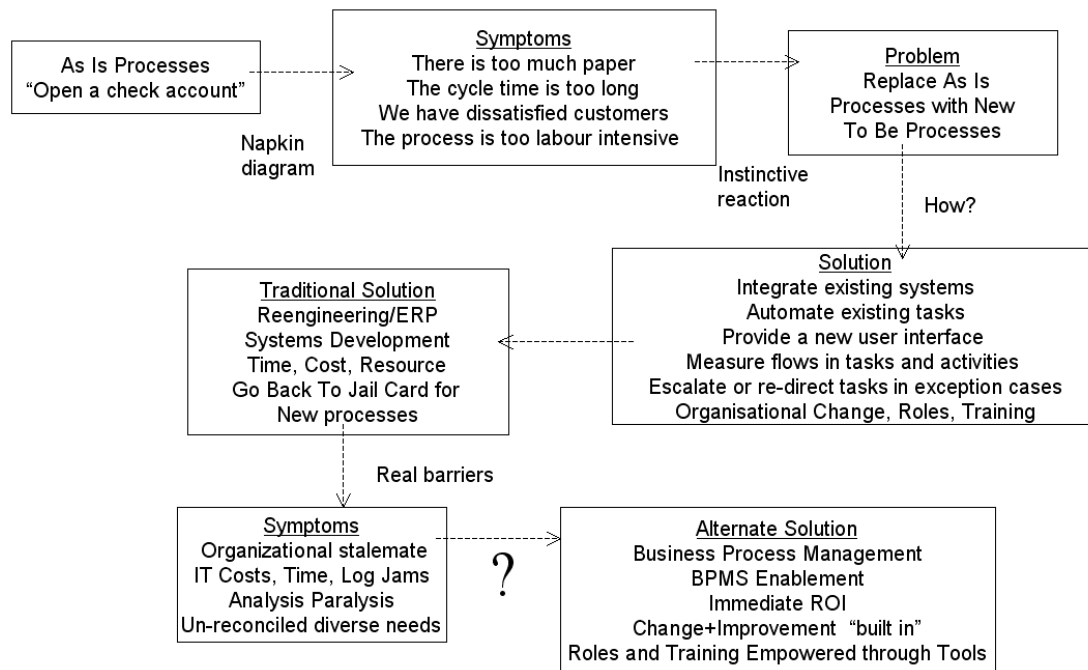 As Is Processes
“Open a check account”
Napkin
diagram
Symptoms
There is too much paper
The cycle time is too long
We have dissatisfied customers
The process is too labour intensive
Instinctive
reaction
Problem
Replace As Is
Processes with New
To Be Processes
How?
Solution
Integrate existing systems
Automate existing tasks
Provide a new user interface
Measure flows in tasks and activities
Escalate or re-direct tasks in exception cases
Organisational Change, Roles, Training
Traditional Solution
Reengineering/ERP
Systems Development
Time, Cost, Resource
Go Back To Jail Card for
New processes
Real barriers
Symptoms
Organizational stalemate
IT Costs, Time, Log Jams
Analysis Paralysis
Un-reconciled diverse needs
?
Alternate Solution
Business Process Management
BPMS Enablement
Immediate ROI
Change+Improvement “built in”
Roles and Training Empowered through Tools